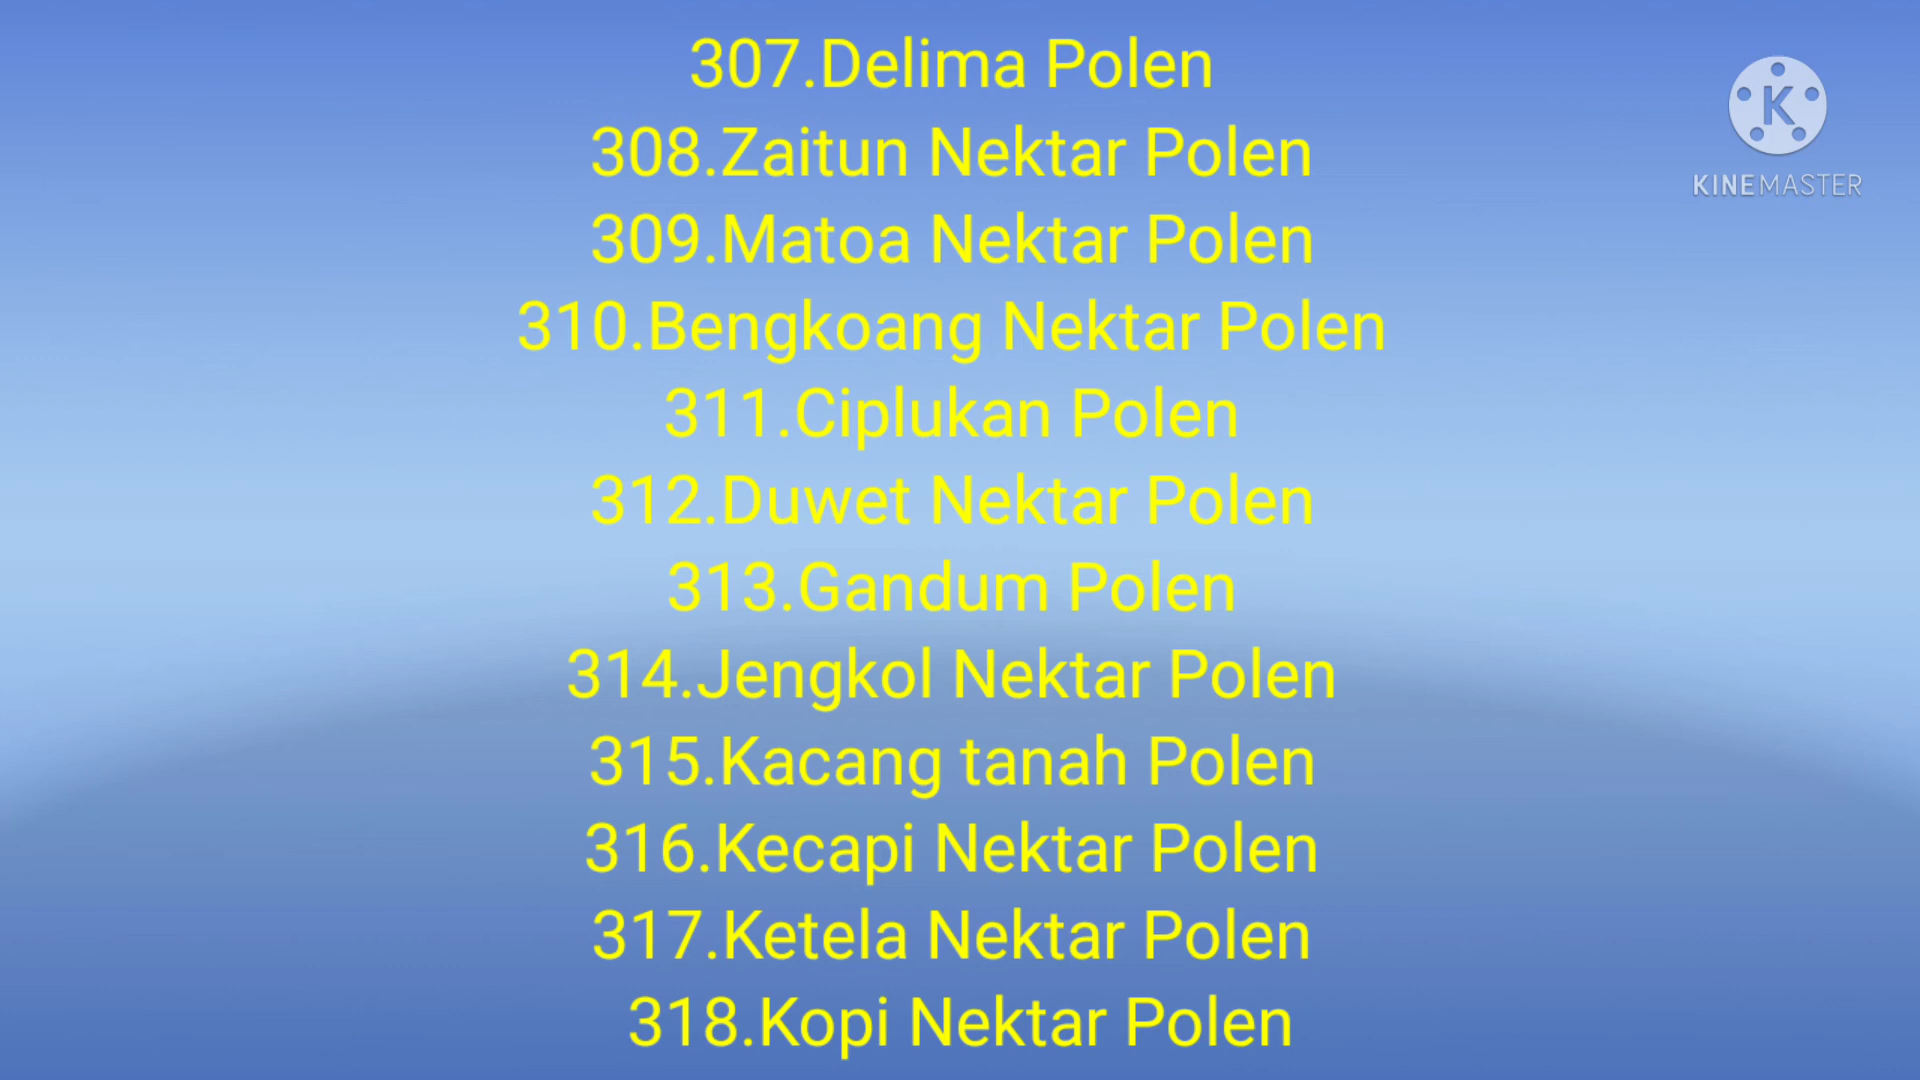 307.Delima Polen
308.Zaitun Nektar Polen
309.Matoa Nektar Polen
310.Bengkoang Nektar Polen
311.Ciplukan Polen
312.Duwet Nektar Polen
313.Gandum Polen
314.Jengkol Nektar Polen
315.Kacang tanah Polen
316.Kecapi Nektar Polen
317.Ketela Nektar Polen
318.Kopi Nektar Polen
K
KINEMASTER